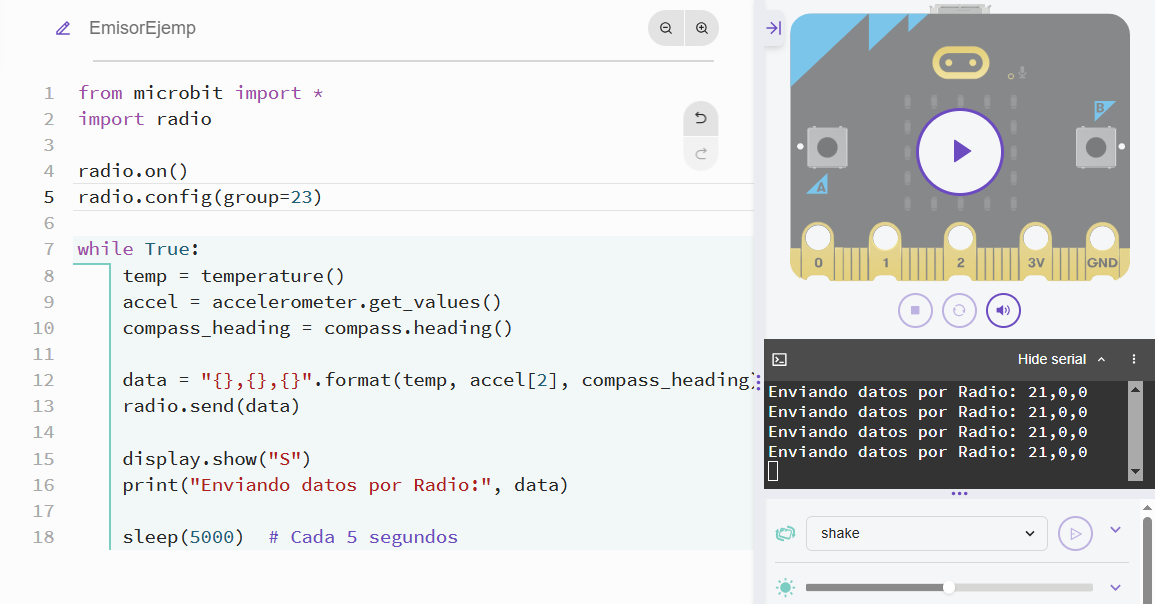 EmisorEjemp
1 from microbit import *
2 import radio
3
4 radio.on()
5 radio.config(group=23)
6
7 while True:
8 temp = temperature()
9 accel = accelerometer.get_values()
10 compass_heading = compass.heading()
11
12 data = "{},{},{}".format(temp, accel[2], compass_heading)
13 radio.send(data)
14
15 display.show("S")
16 print("Enviando datos por Radio:", data)
17
18 sleep(5000) # Cada 5 segundos
B
A
0 1 2 3V GND
Hide serial
Enviando datos por Radio: 21,0,0
Enviando datos por Radio: 21,0,0
Enviando datos por Radio: 21,0,0
Enviando datos por Radio: 21,0,0
shake